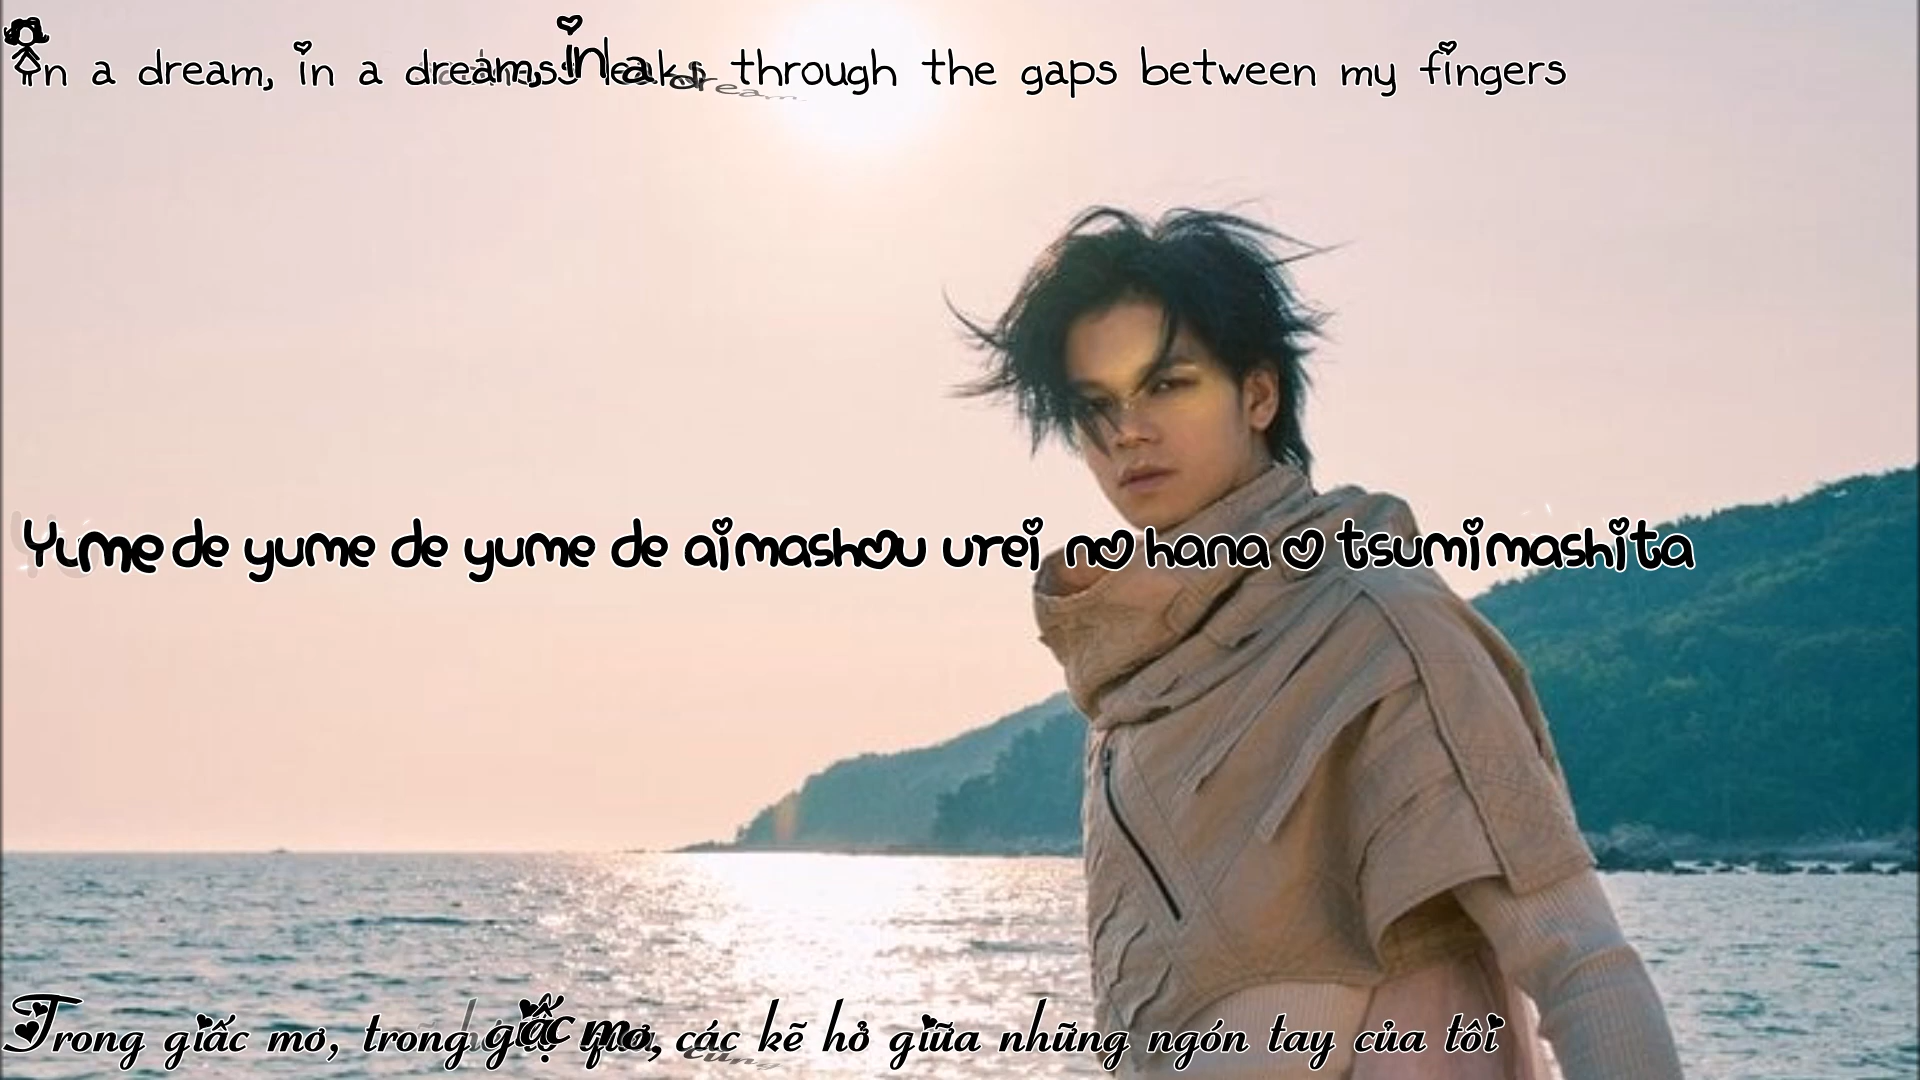 In a dream, in a dream, in leaks through the gaps between my fingers
Yume de yume de yume de aimashou urei no hana o tsumimashita
Trong giấc mơ, trong giấc mơ, các kẽ hở giữa những ngón tay của tôi